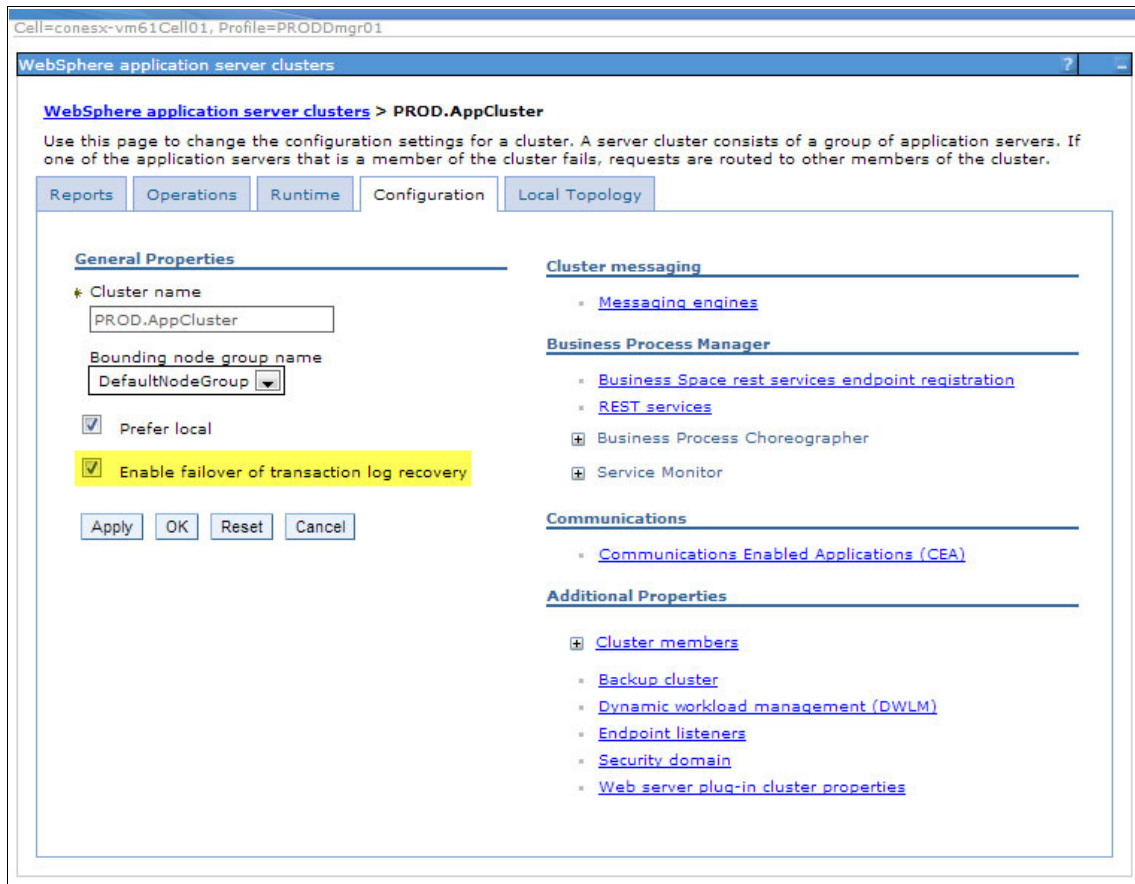 Cell=conesx-vm61Cell01, Profile=PRODDmgr01
WebSphere application server clusters ? –
WebSphere application server clusters > PROD.AppCluster
Use this page to change the configuration settings for a cluster. A server cluster consists of a group of application servers. If
one of the application servers that is a member of the cluster fails, requests are routed to other members of the cluster.
Reports Operations Runtime Configuration Local Topology
General Properties
* Cluster name
PROD.AppCluster
Bounding node group name
DefaultNodeGroup
Prefer local
Enable failover of transaction log recovery
Apply OK Reset Cancel
Cluster messaging
Messaging engines
Business Process Manager
Business Space rest services endpoint registration
REST services
Business Process Choreographer
Service Monitor
Communications
Communications Enabled Applications (CEA)
Additional Properties
Cluster members
Backup cluster
Dynamic workload management (DWLM)
Endpoint listeners
Security domain
Web server plug-in cluster properties